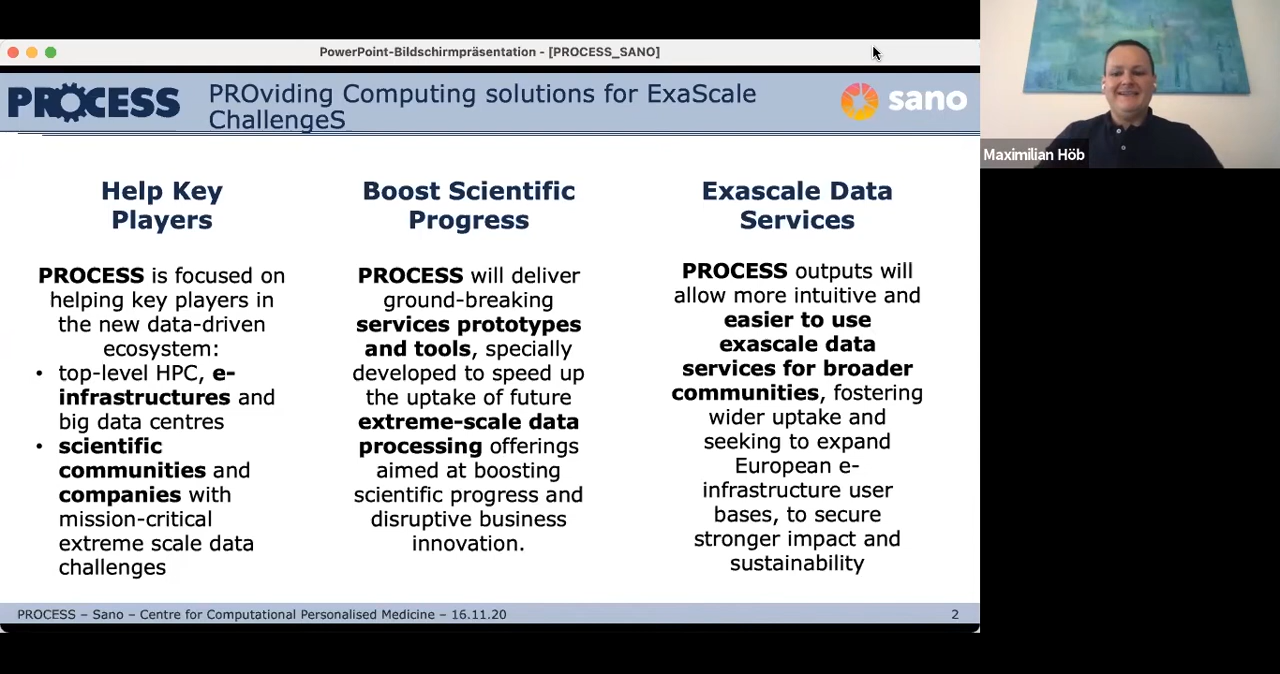 PowerPoint-Bildschirmpräsentation - [PROCESS_SANO]
PROCESS
PROviding Computing solutions for ExaScale
ChallengeS
sano
Maximilian Höb
Help Key
Players
PROCESS is focused on
helping key players in
the new data-driven
ecosystem:
• top-level HPC, e-
infrastructures and
big data centres
• scientific
communities and
companies with
mission-critical
extreme scale data
challenges
Boost Scientific
Progress
PROCESS will deliver
ground-breaking
services prototypes
and tools, specially
developed to speed up
the uptake of future
extreme-scale data
processing offerings
aimed at boosting
scientific progress and
disruptive business
innovation.
Exascale Data
Services
PROCESS outputs will
allow more intuitive and
easier to use
exascale data
services for broader
communities, fostering
wider uptake and
seeking to expand
European e-
infrastructure user
bases, to secure
stronger impact and
sustainability
PROCESS – Sano – Centre for Computational Personalised Medicine – 16.11.20
2